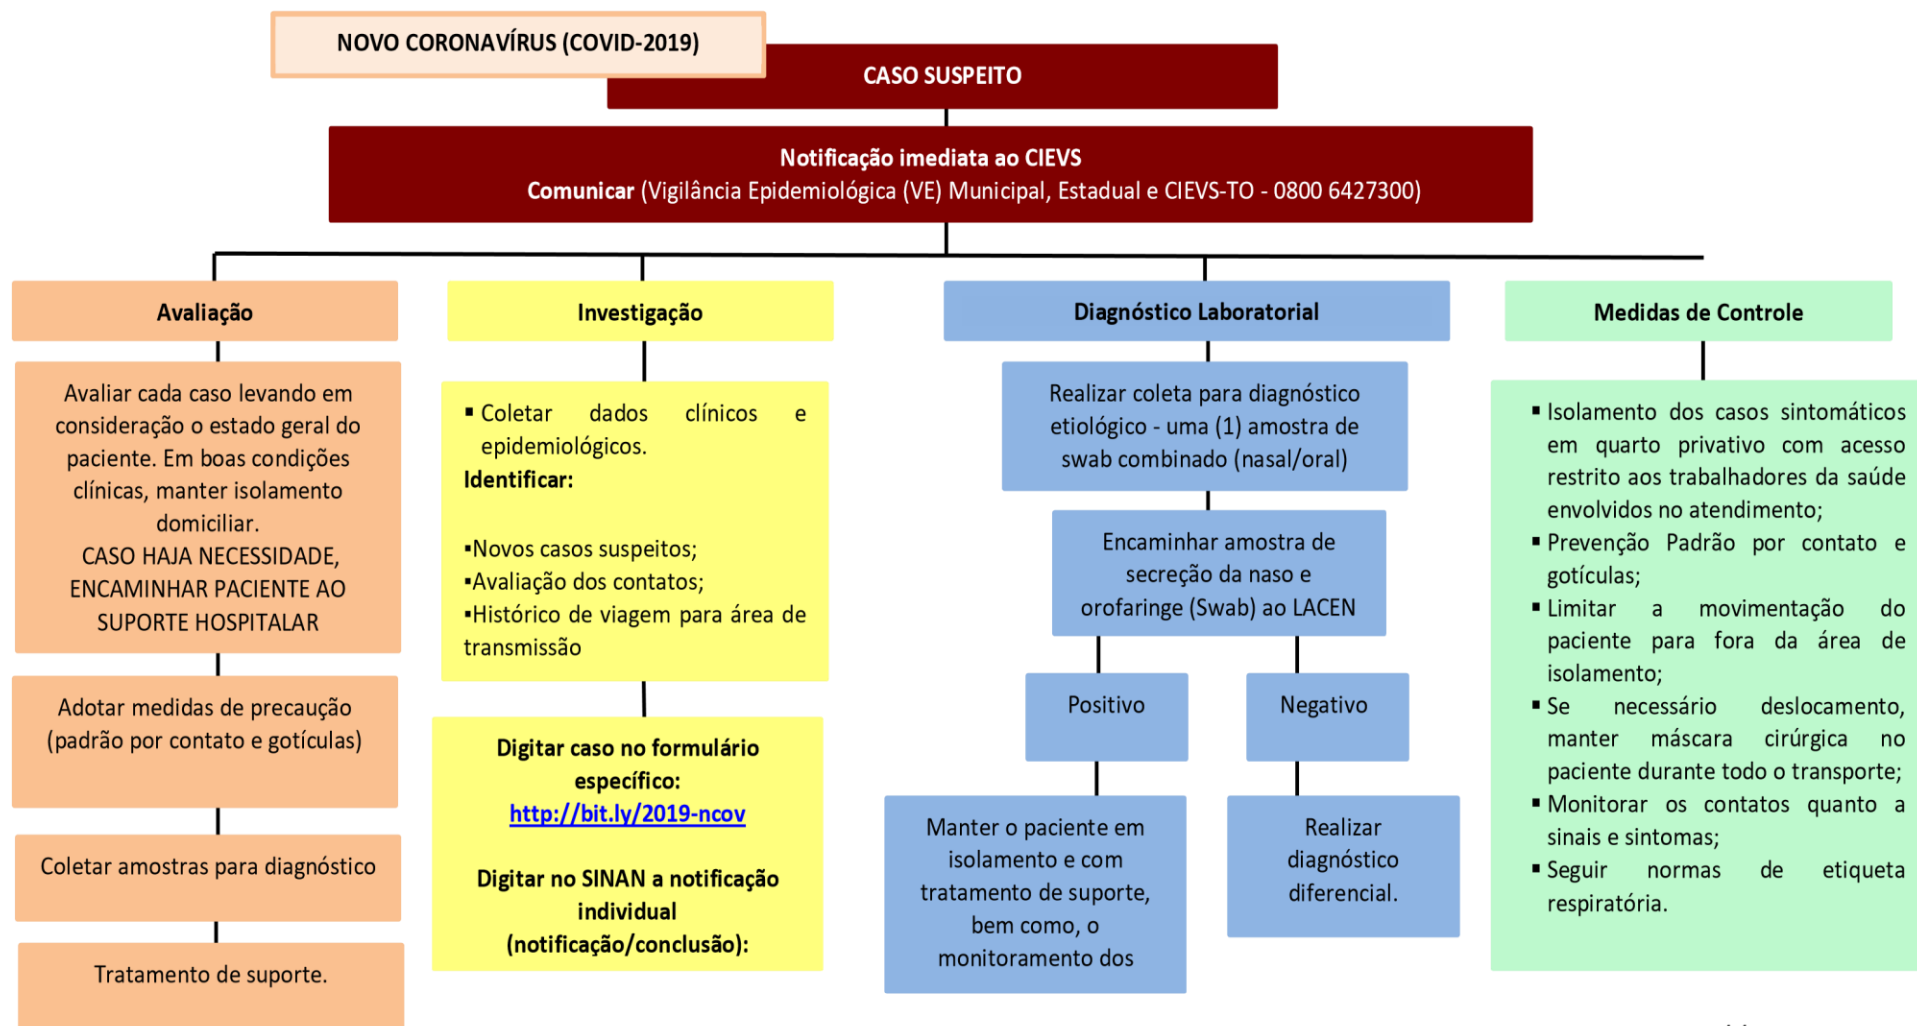 NOVO CORONAVÍRUS (COVID-2019)
CASO SUSPEITO
Notificação imediata ao CIEVS
Comunicar (Vigilância Epidemiológica (VE) Municipal, Estadual e CIEVS-TO - 0800 6427300)
Avaliação
Avaliar cada caso levando em
consideração o estado geral do
paciente. Em boas condições
clínicas, manter isolamento
domiciliar.
CASO HAJA NECESSIDADE,
ENCAMINHAR PACIENTE AO
SUPORTE HOSPITALAR
Adotar medidas de precaução
(padrão por contato e gotículas)
Coletar amostras para diagnóstico
Tratamento de suporte.
Investigação
▪ Coletar dados clínicos e
epidemiológicos.
Identificar:
▪Novos casos suspeitos;
▪Avaliação dos contatos;
▪Histórico de viagem para área de
transmissão
Digitar caso no formulário
específico:
http://bit.ly/2019-ncov
Digitar no SINAN a notificação
individual
(notificação/conclusão):
Diagnóstico Laboratorial
Realizar coleta para diagnóstico
etiológico - uma (1) amostra de
swab combinado (nasal/oral)
Encaminhar amostra de
secreção da naso e
orofaringe (Swab) ao LACEN
Positivo
Negativo
Manter o paciente em
isolamento e com
tratamento de suporte,
bem como, o
monitoramento dos
Realizar
diagnóstico
diferencial.
Medidas de Controle
▪ Isolamento dos casos sintomáticos
em quarto privativo com acesso
restrito aos trabalhadores da saúde
envolvidos no atendimento;
▪ Prevenção Padrão por contato e
gotículas;
▪ Limitar a movimentação do
paciente para fora da área de
isolamento;
▪ Se necessário deslocamento,
manter máscara cirúrgica no
paciente durante todo o transporte;
▪ Monitorar os contatos quanto a
sinais e sintomas;
▪ Seguir normas de etiqueta
respiratória.